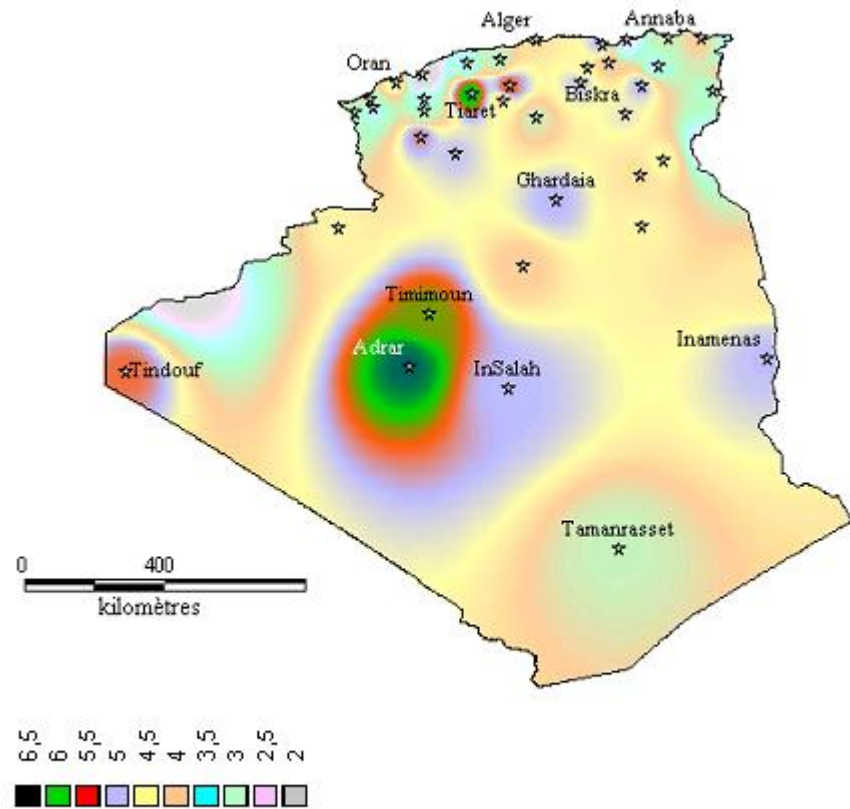 Alger
Annaba
Oran
Tiaret
Biskra
Ghardaia
Timimoun
Adrar
InSalah
Inamenas
Tindouf
Tamanrasset
0 400
kilomètres
6,5 6 5,5 5 4,5 4 3,5 3 2,5 2